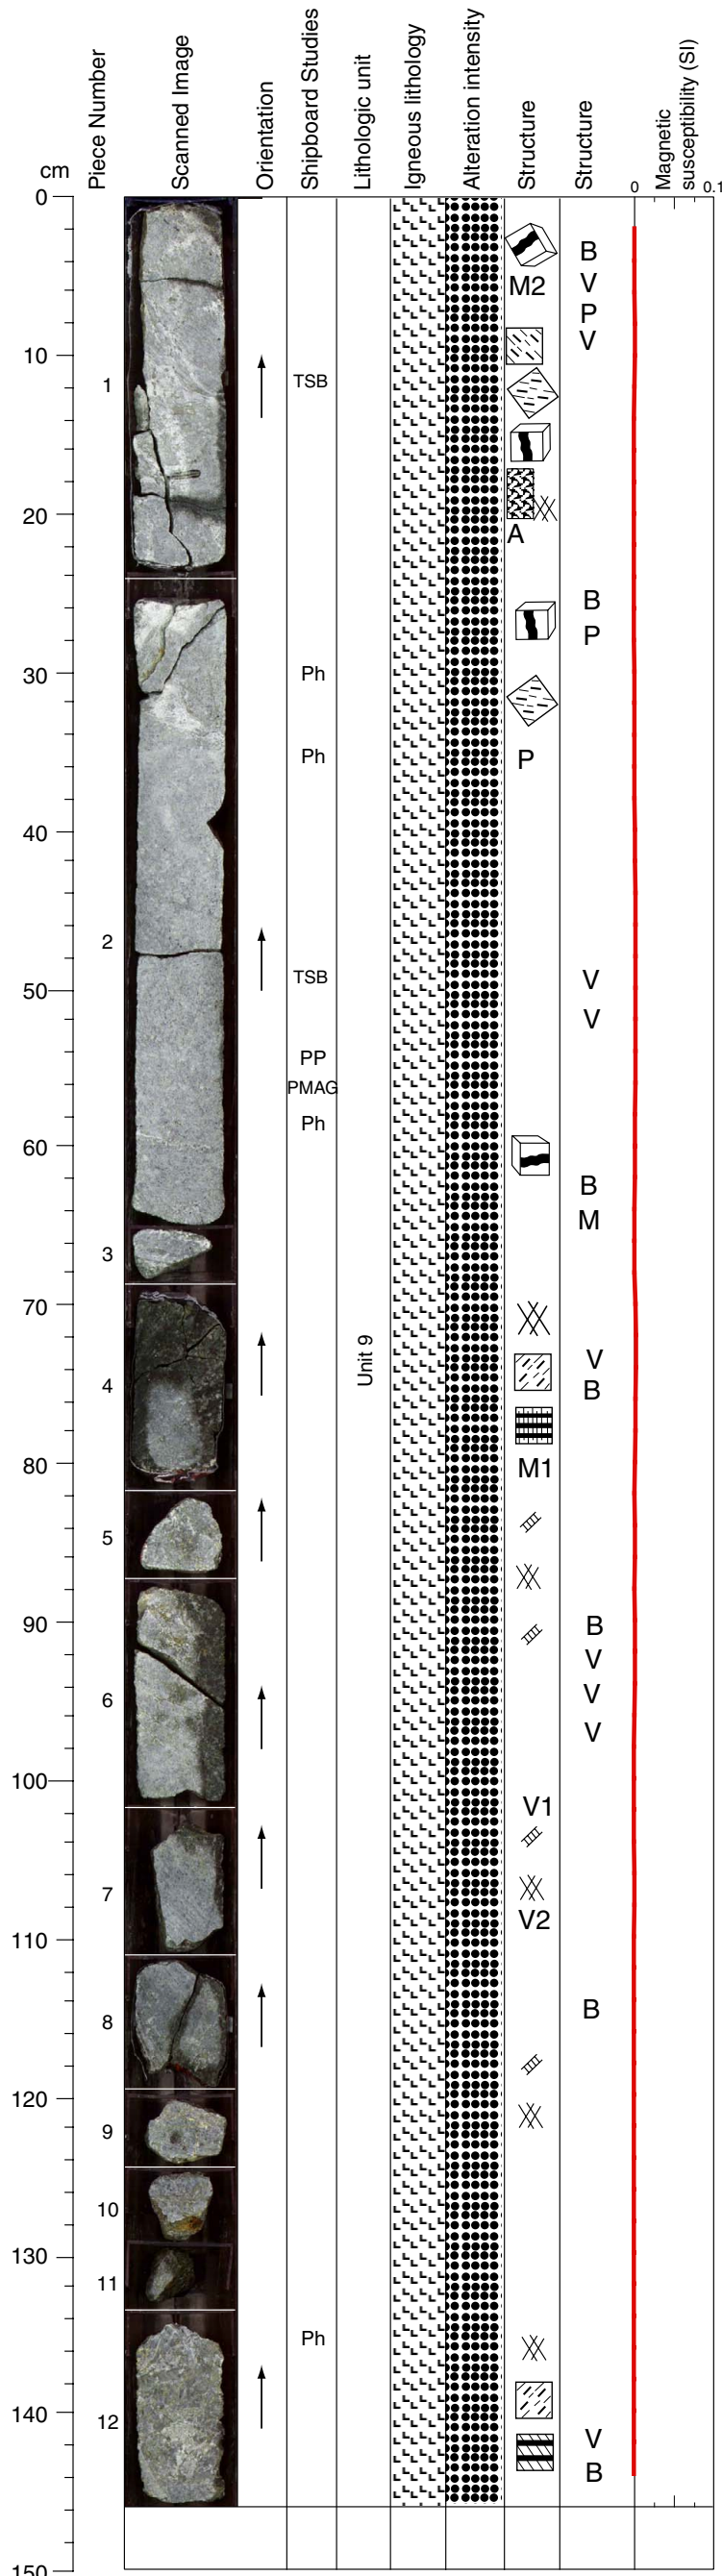 cm
Piece Number
Scanned Image
Orientation
Shipboard Studies
Lithologic unit
Igneous lithology
Alteration intensity
Structure
Structure
Magnetic
susceptibility (SI)
0
0.1
0
B
V
M2
P
V
10
1
TSB
20
A
B
P
30
Ph
Ph
P
40
2
50
TSB
V
V
PP
PMAG
Ph
60
B
M
3
70
Unit 9
V
4
B
80
M1
5
90
B
V
6
V
V
100
V1
7
V2
110
8
B
120
9
10
130
11
Ph
140
12
V
B
150